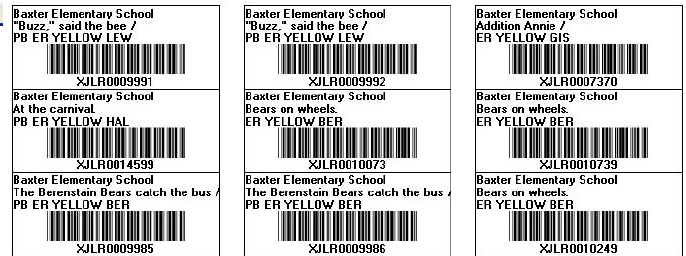 Baxter Elementary School
"Buzz," said the bee /
PB ER YELLOW LEW
XJLR0009991
Baxter Elementary School
"Buzz," said the bee /
PB ER YELLOW LEW
XJLR0009992
Baxter Elementary School
Addition Annie /
ER YELLOW GIS
XJLR0007370
Baxter Elementary School
At the carnival.
PB ER YELLOW HAL
XJLR0014599
Baxter Elementary School
Bears on wheels.
ER YELLOW BER
XJLR0010073
Baxter Elementary School
Bears on wheels.
ER YELLOW BER
XJLR0010739
Baxter Elementary School
The Berenstain Bears catch the bus /
PB ER YELLOW BER
XJLR0009985
Baxter Elementary School
The Berenstain Bears catch the bus /
PB ER YELLOW BER
XJLR0009986
Baxter Elementary School
Bears on wheels.
ER YELLOW BER
XJLR0010249